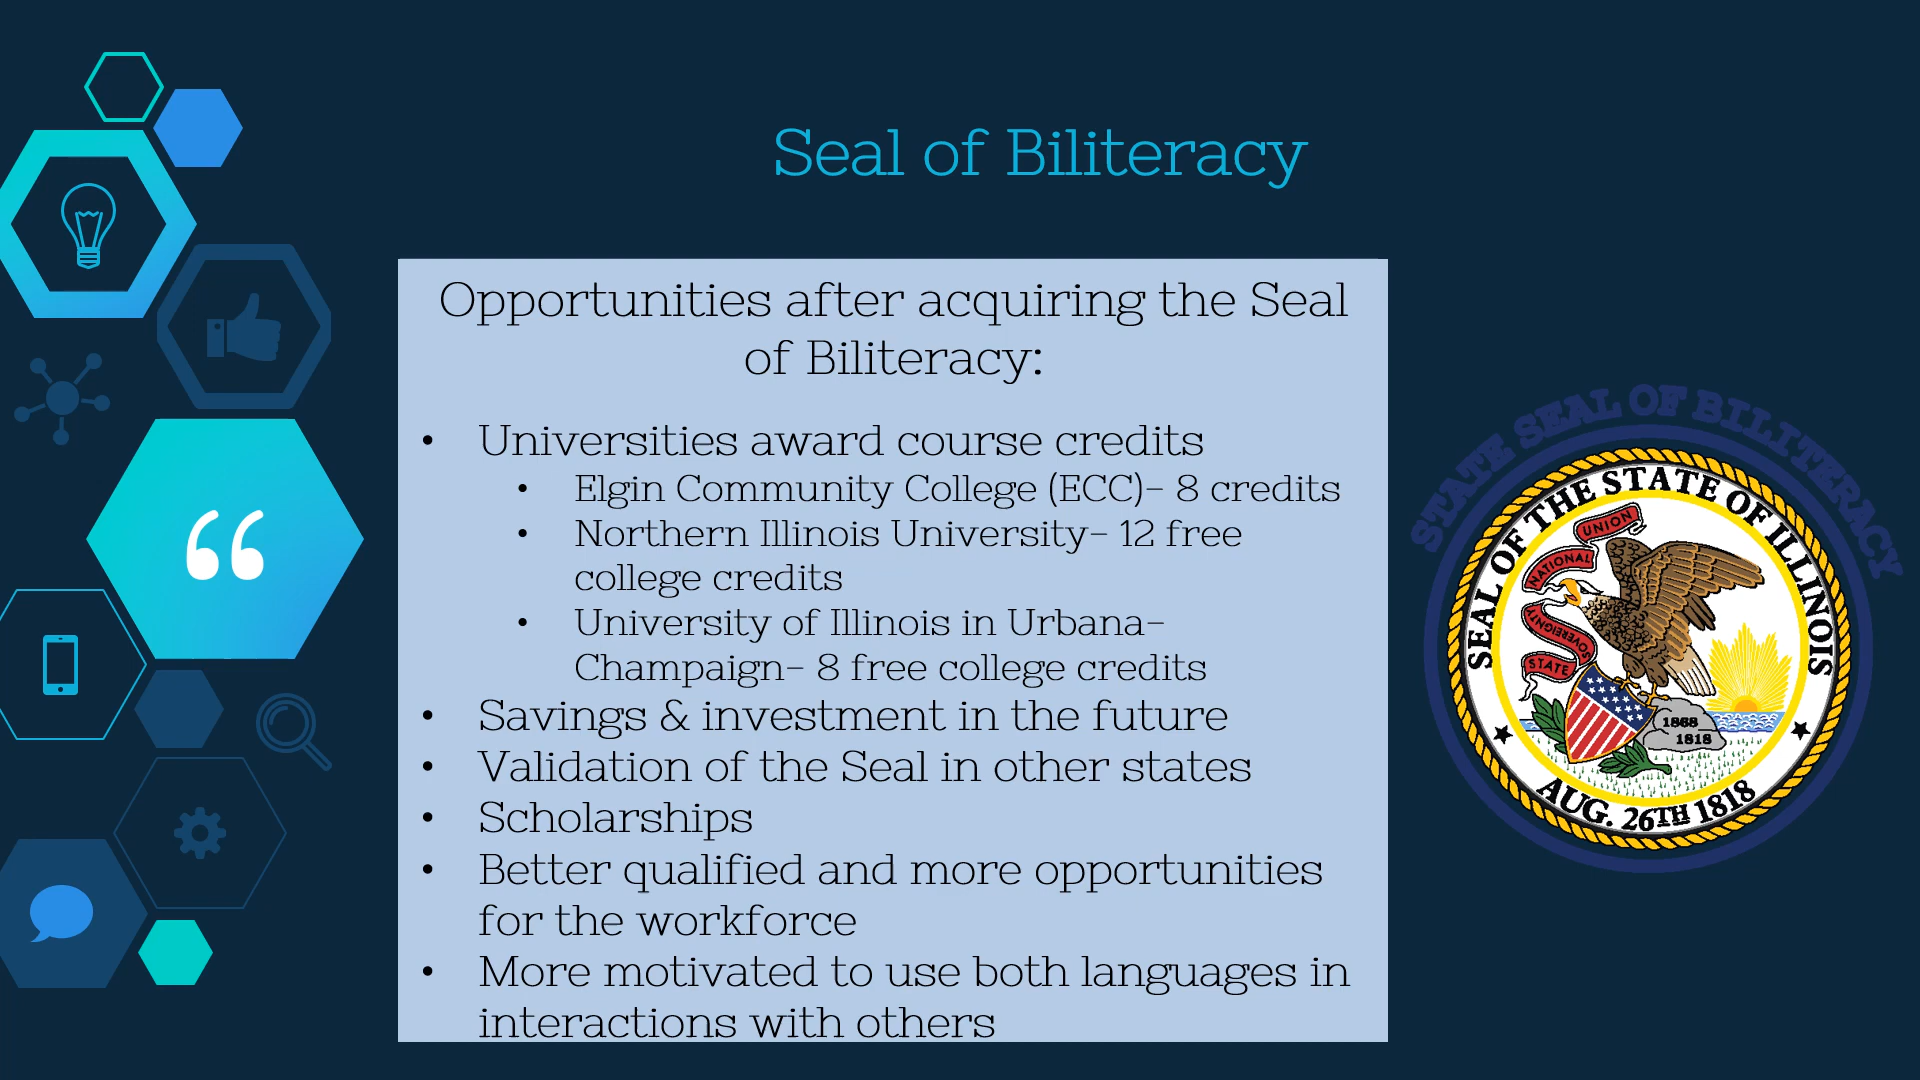 Seal of Biliteracy
Opportunities after acquiring the Seal
of Biliteracy:
• Universities award course credits
• Elgin Community College (ECC)- 8 credits
• Northern Illinois University- 12 free
college credits
• University of Illinois in Urbana-
Champaign- 8 free college credits
• Savings & investment in the future
• Validation of the Seal in other states
• Scholarships
• Better qualified and more opportunities
for the workforce
• More motivated to use both languages in
interactions with others
STATE SEAL OF BILITERACY
SEAL OF THE STATE OF ILLINOIS
NATIONAL UNION
STATE SOVEREIGNTY
1868
1818
AUG. 26TH 1818